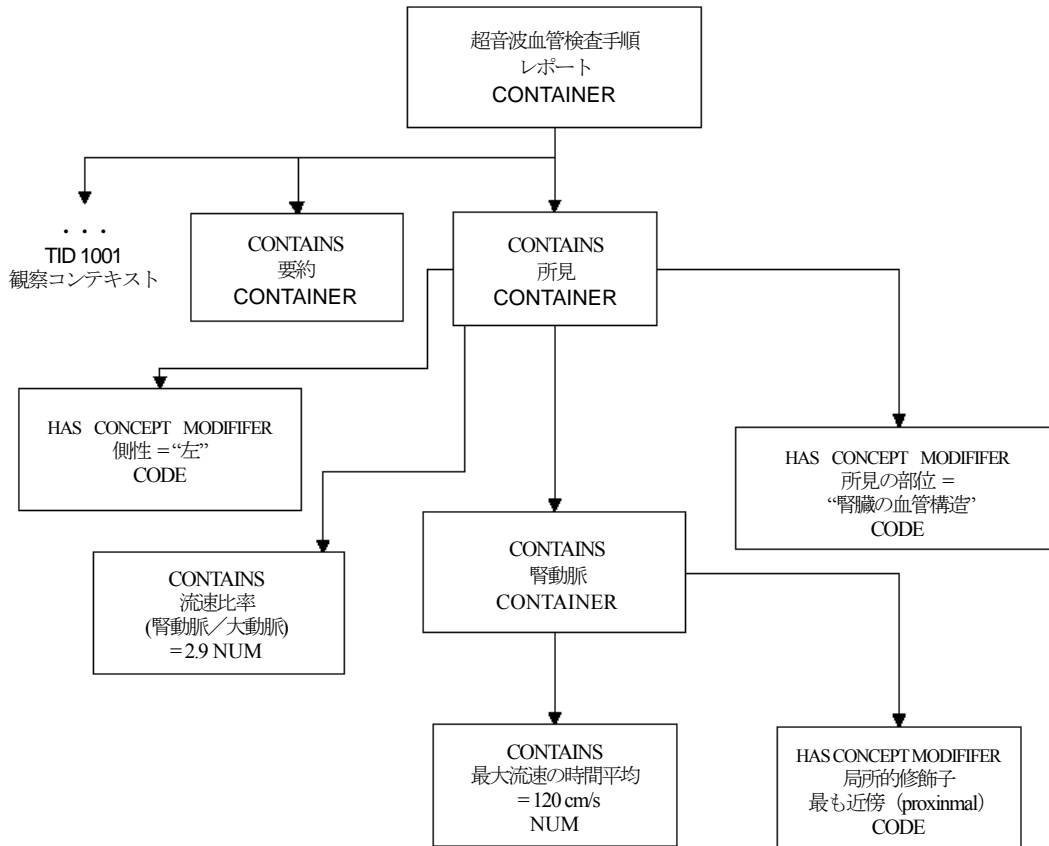 超音波血管検査手順
レポート
CONTAINER
. . .
TID 1001
観察コンテキスト
CONTAINS
要約
CONTAINER
CONTAINS
所見
CONTAINER
HAS CONCEPT MODIFIFER
側性 =“左”
CODE
HAS CONCEPT MODIFIFER
所見の部位 =
“腎臓の血管構造”
CODE
CONTAINS
流速比率
(腎動脈／大動脈)
= 2.9 NUM
CONTAINS
腎動脈
CONTAINER
CONTAINS
最大流速の時間平均
= 120 cm/s
NUM
HAS CONCEPT MODIFIFER
局所的修飾子
最も近傍（proxinmal）
CODE